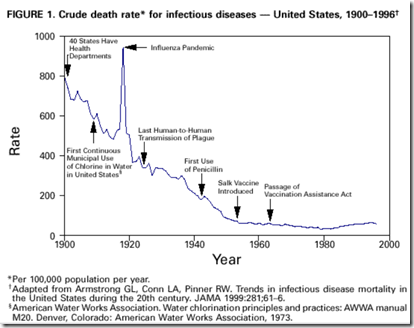 FIGURE 1. Crude death rate* for infectious diseases — United States, 1900–1996†
1000
800
600
400
200
0
Rate
40 States Have
Health
Departments
Influenza Pandemic
First Continuous
Municipal Use
of Chlorine in Water
in United States§
Last Human-to-Human
Transmission of Plague
First Use
of Penicillin
Salk Vaccine
Introduced
Passage of
Vaccination Assistance Act
1900
1920
1940
1960
1980
2000
Year
*Per 100,000 population per year.
†Adapted from Armstrong GL, Conn LA, Pinner RW. Trends in infectious disease mortality in
the United States during the 20th century. JAMA 1999:281;61–6.
§American Water Works Association. Water chlorination principles and practices: AWWA manual
M20. Denver, Colorado: American Water Works Association, 1973.